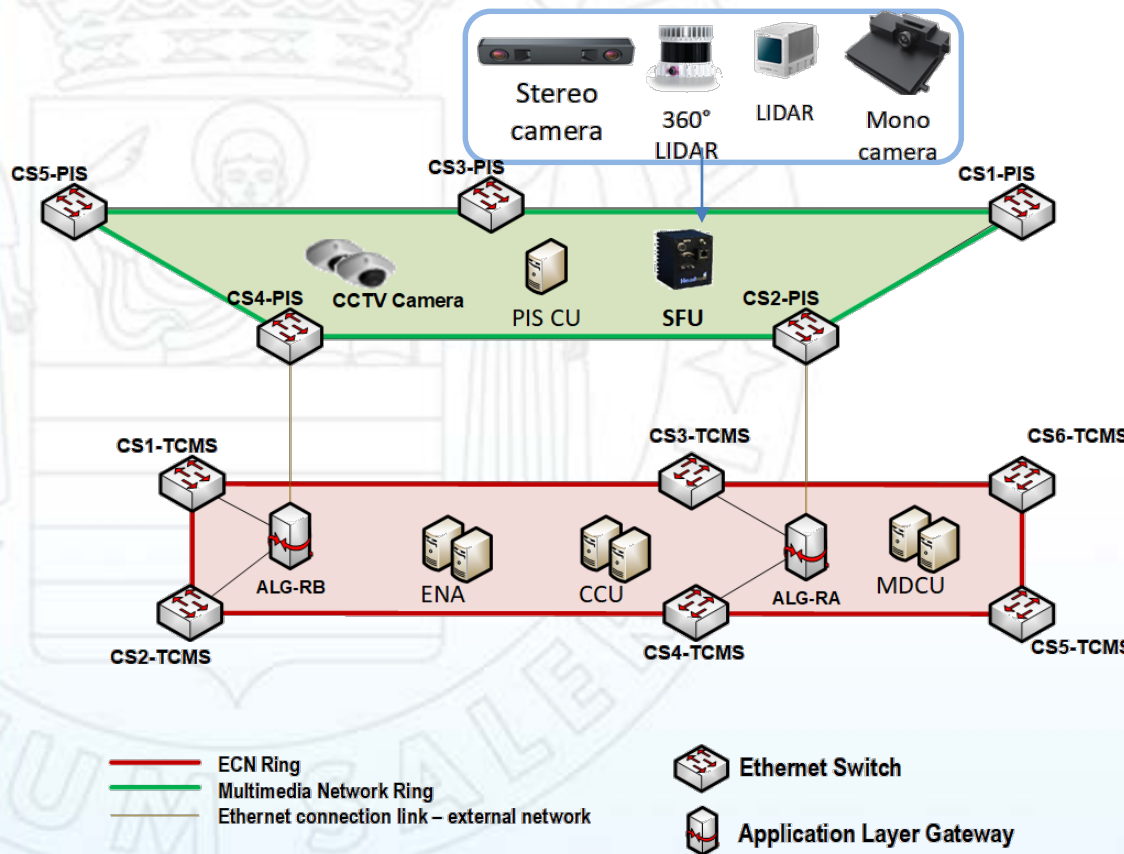 Stereo
camera
360°
LIDAR
LIDAR
Mono
camera
CS5-PIS
CS3-PIS
CS1-PIS
CCTV Camera
CS4-PIS
PIS CU
SFU
CS2-PIS
CS1-TCMS
CS3-TCMS
CS6-TCMS
ALG-RB
ENA
CCU
ALG-RA
MDCU
CS2-TCMS
CS4-TCMS
CS5-TCMS
ECN Ring
Multimedia Network Ring
Ethernet connection link – external network
Ethernet Switch
Application Layer Gateway